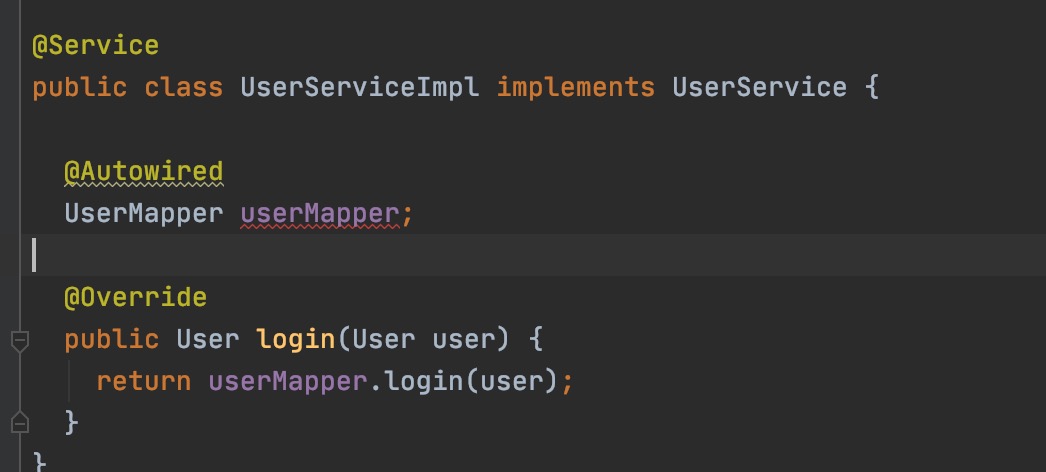 @Service
public class UserServiceImpl implements UserService {
@Autowired
UserMapper userMapper;
@Override
public User login(User user) {
return userMapper.login(user);
}
}